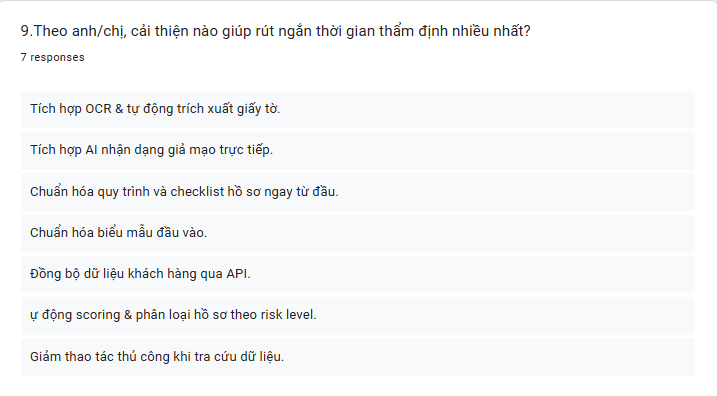 9.Theo anh/chị, cải thiện nào giúp rút ngắn thời gian thẩm định nhiều nhất?
7 responses
Tích hợp OCR & tự động trích xuất giấy tờ.
Tích hợp AI nhận dạng giả mạo trực tiếp.
Chuẩn hóa quy trình và checklist hồ sơ ngay từ đầu.
Chuẩn hóa biểu mẫu đầu vào.
Đồng bộ dữ liệu khách hàng qua API.
ự động scoring & phân loại hồ sơ theo risk level.
Giảm thao tác thủ công khi tra cứu dữ liệu.